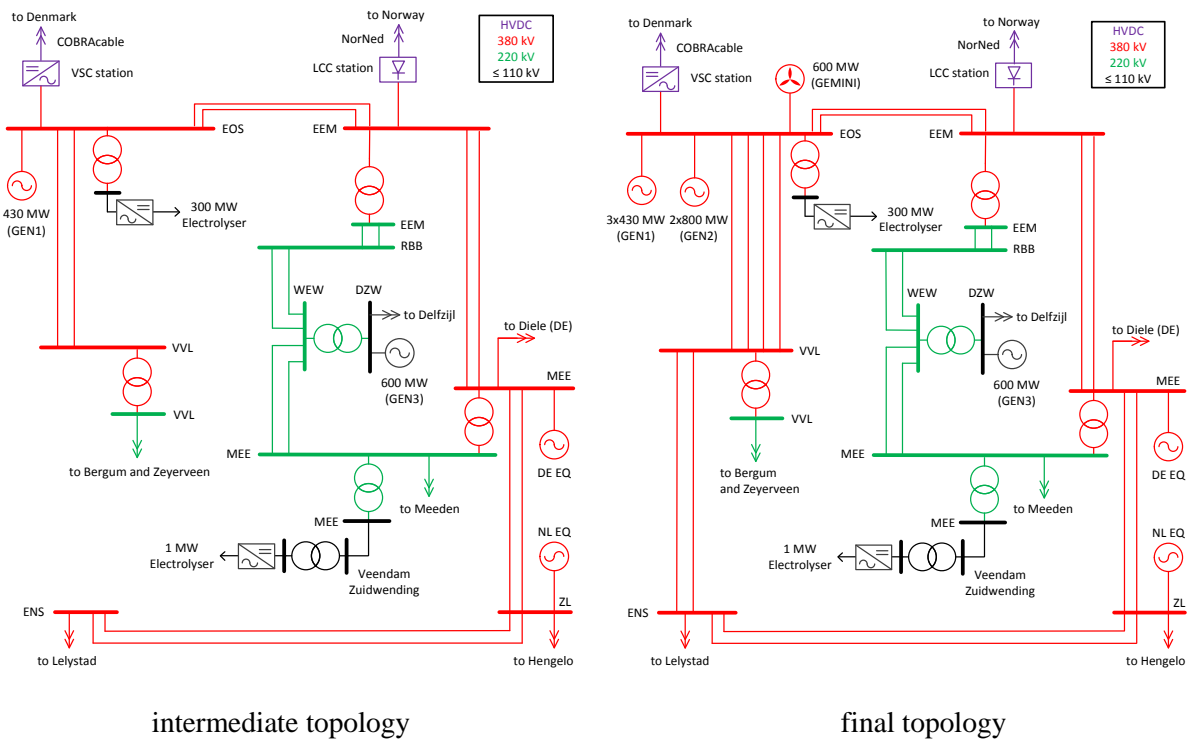 to Denmark
COBRAcable
VSC station
to Norway
NorNed
LCC station
HVDC
380 kV
220 kV
≤ 110 kV
EOS
EEM
430 MW
(GEN1)
300 MW
Electrolyser
EEM
RBB
WEW
DZW
to Delfzijl
600 MW
(GEN3)
to Diele (DE)
VVL
MEE
VVL
to Bergum and Zeyerveen
MEE
DE EQ
to Meeden
MEE
1 MW
Electrolyser
Veendam
Zuidwending
NL EQ
ENS
ZL
to Lelystad
to Hengelo
intermediate topology
to Denmark
COBRAcable
VSC station
600 MW
(GEMINI)
to Norway
NorNed
LCC station
HVDC
380 kV
220 kV
≤ 110 kV
EOS
EEM
3x430 MW
(GEN1)
2x800 MW
(GEN2)
300 MW
Electrolyser
EEM
RBB
WEW
DZW
to Delfzijl
600 MW
(GEN3)
to Diele (DE)
VVL
MEE
VVL
to Bergum
and Zeyerveen
MEE
DE EQ
to Meeden
MEE
1 MW
Electrolyser
Veendam
Zuidwending
NL EQ
ENS
ZL
to Lelystad
to Hengelo
final topology